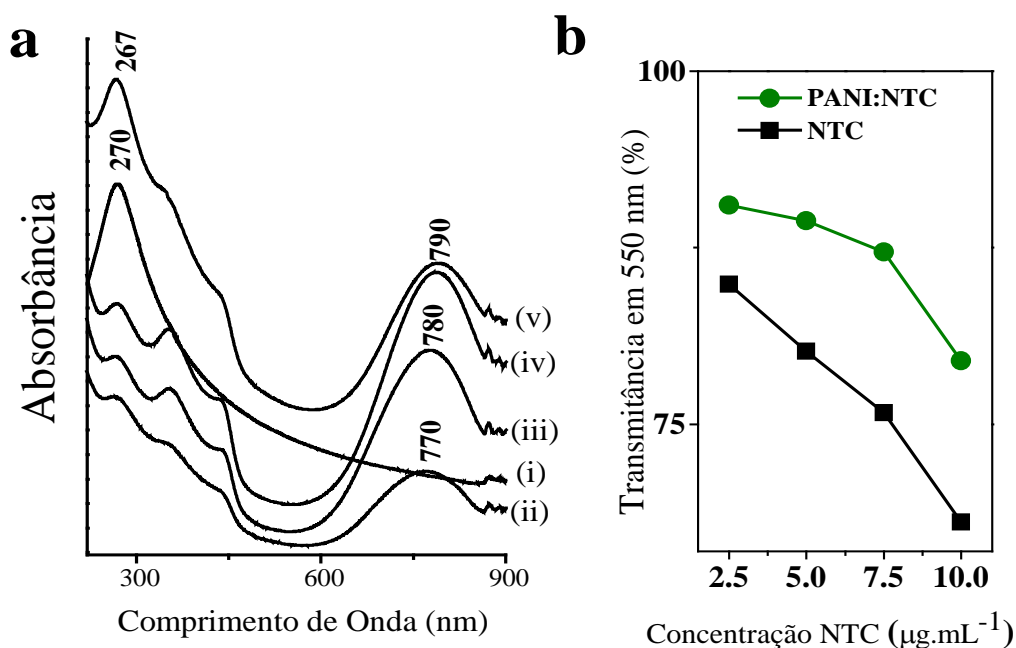 a
267
270
790
780
770
(v)
(iv)
(iii)
(i)
(ii)
Absorbância
300 600 900
Comprimento de Onda (nm)
b
100
75
PANI:NTC
NTC
Transmitância em 550 nm (%)
2.5 5.0 7.5 10.0
Concentração NTC (μg.mL⁻¹)